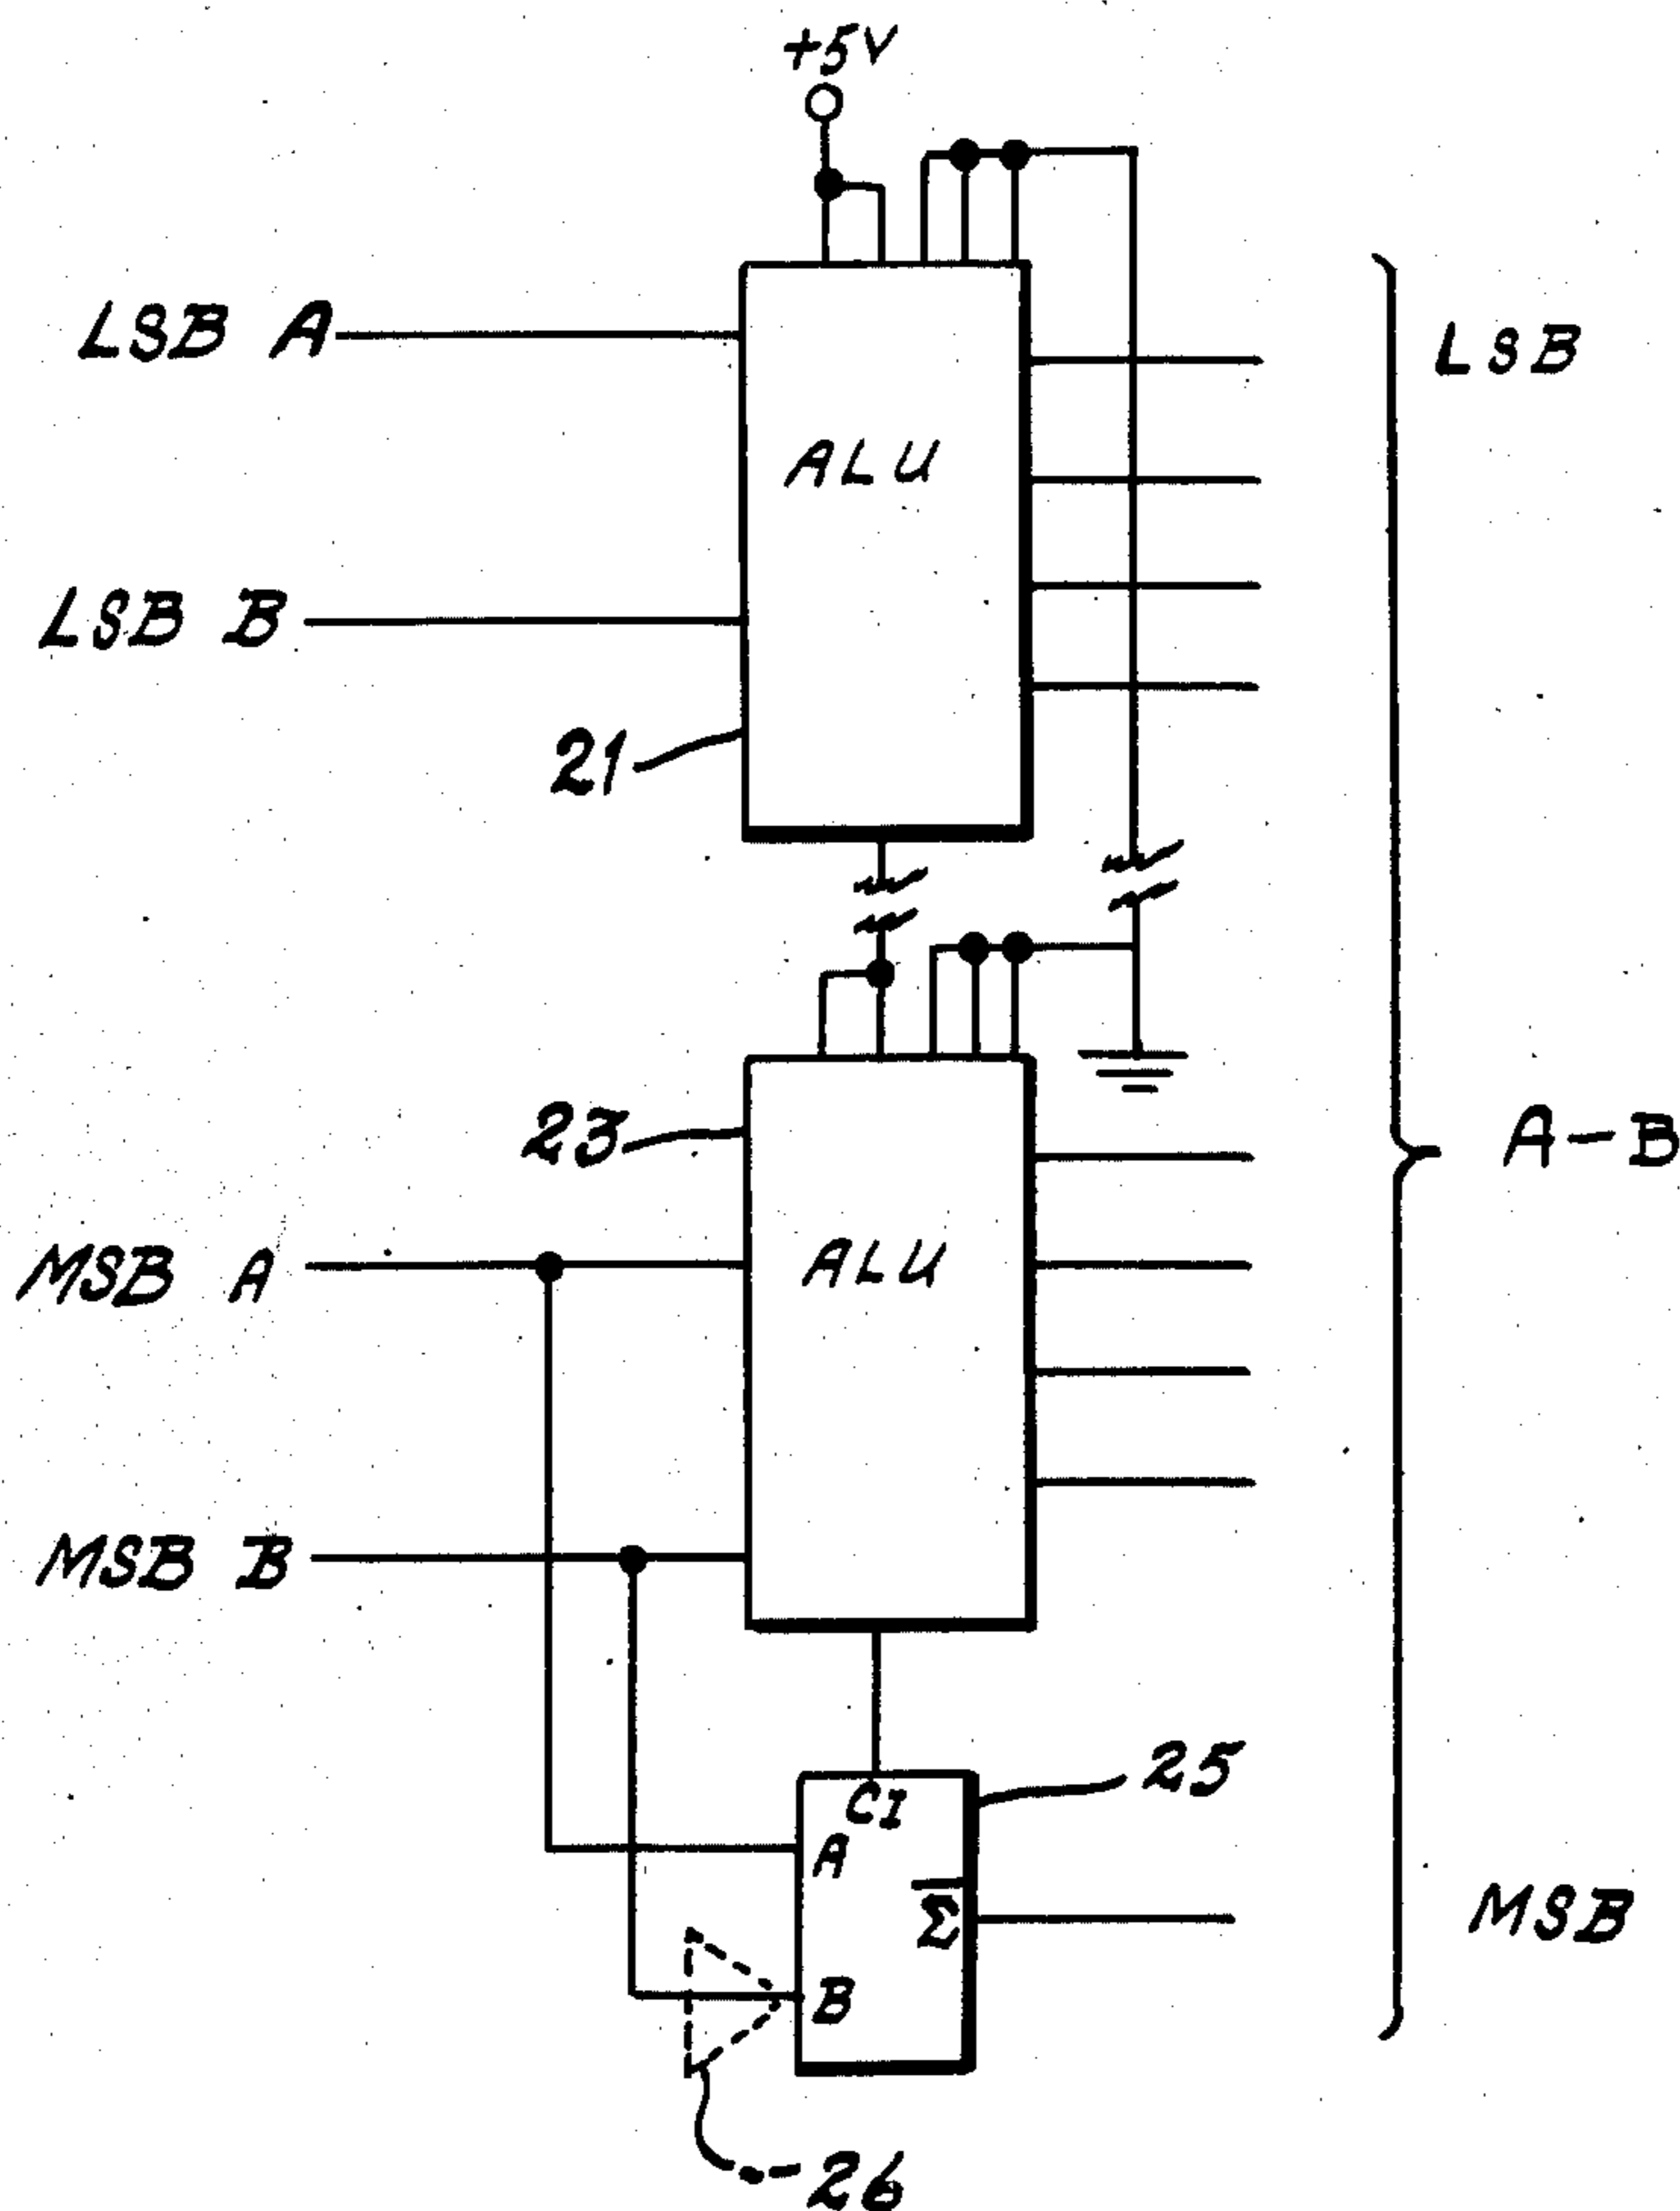 +5V
LSB A
LSB
ALU
LSB B
21
23
A-B
MSB A
ALU
MSB B
25
CI
A
Σ̅
MSB
B
26